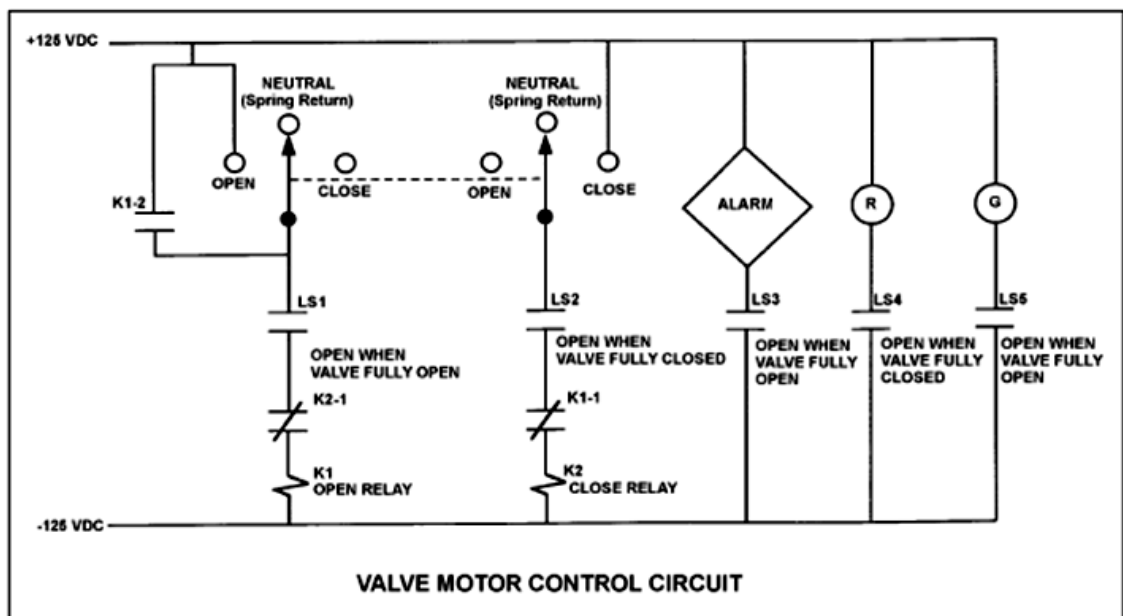 +125 VDC
NEUTRAL
(Spring Return)
NEUTRAL
(Spring Return)
OPEN
CLOSE
OPEN
CLOSE
K1-2
ALARM
R
G
LS1
OPEN WHEN
VALVE FULLY OPEN
LS2
OPEN WHEN
VALVE FULLY CLOSED
LS3
OPEN WHEN
VALVE FULLY
OPEN
LS4
OPEN WHEN
VALVE FULLY
CLOSED
LS5
OPEN WHEN
VALVE FULLY
OPEN
K2-1
K1-1
K1
OPEN RELAY
K2
CLOSE RELAY
-125 VDC
VALVE MOTOR CONTROL CIRCUIT